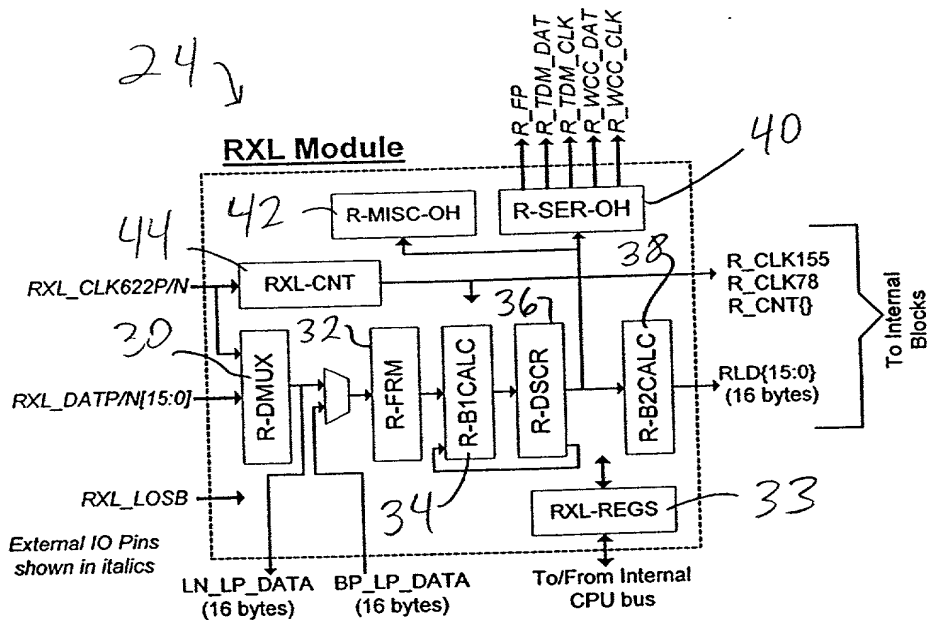 24
R_FP
R_TDM_DAT
R_TDM_CLK
R_WCC_DAT
R_WCC_CLK
RXL Module
40
42
R-MISC-OH
R-SER-OH
44
RXL_CLK622P/N
RXL-CNT
38
R_CLK155
R_CLK78
R_CNT{}
To Internal
Blocks
36
32
30
RXL_DATP/N[15:0]
R-DMUX
R-FRM
R-B1CALC
R-DSCR
R-B2CALC
RLD{15:0}
(16 bytes)
RXL_LOSB
34
RXL-REGS
33
External IO Pins
shown in italics
LN_LP_DATA
(16 bytes)
BP_LP_DATA
(16 bytes)
To/From Internal
CPU bus